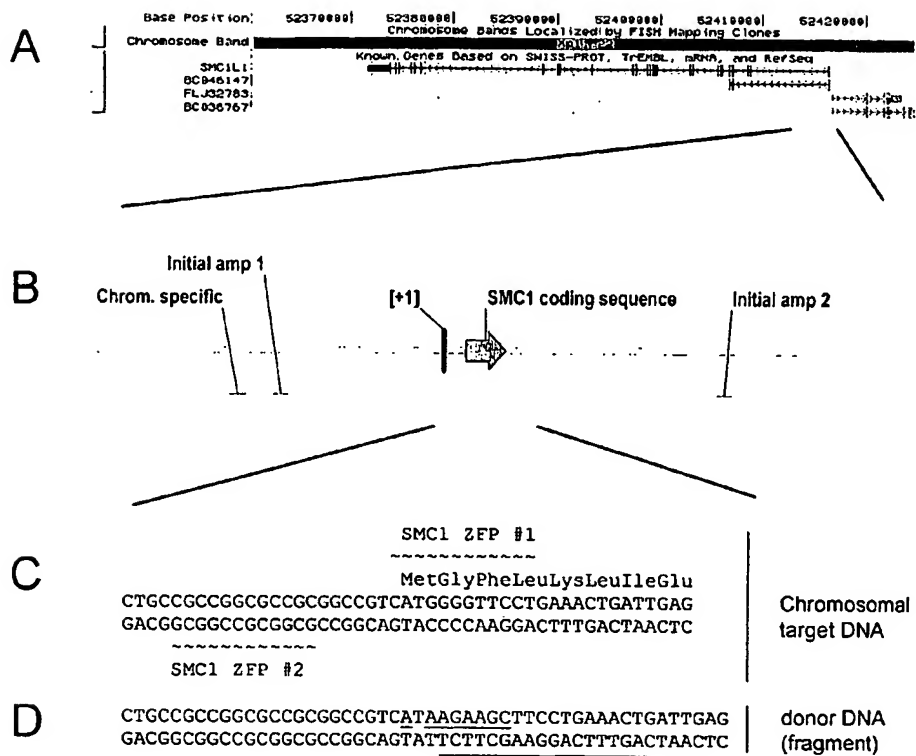 A
Base Position
52370000| 52380000| 52390000| 52400000| 52410000| 52420000|
Chromosome Bands Localized by FISH Mapping Clones
Chromosome Band
Known Genes Based on SWISS-PROT, TrEMBL, mRNA, and RefSeq
SMC1L1
BC046147
FLJ32783
BC036767
B
Initial amp 1
Chrom. specific
[+1]
SMC1 coding sequence
Initial amp 2
C
SMC1 ZFP #1
~~~~~~~~~~~~
MetGlyPheLeuLysLeuIleGlu
CTGCCGCCGGCGCCGCGGCCGTCATGGGGTTCCTGAAACTGATTGAG
GACGGCGGCCGCGGCGCCGGCAGTACCCCAAGGACTTTGACTAACTC
~~~~~~~~~~~~
SMC1 ZFP #2
Chromosomal
target DNA
D
CTGCCGCCGGCGCCGCGGCCGTCATAAGAAGCTTCCTGAAACTGATTGAG
GACGGCGGCCGCGGCGCCGGCAGTATTCTTCGAAGGACTTTGACTAACTC
donor DNA
(fragment)